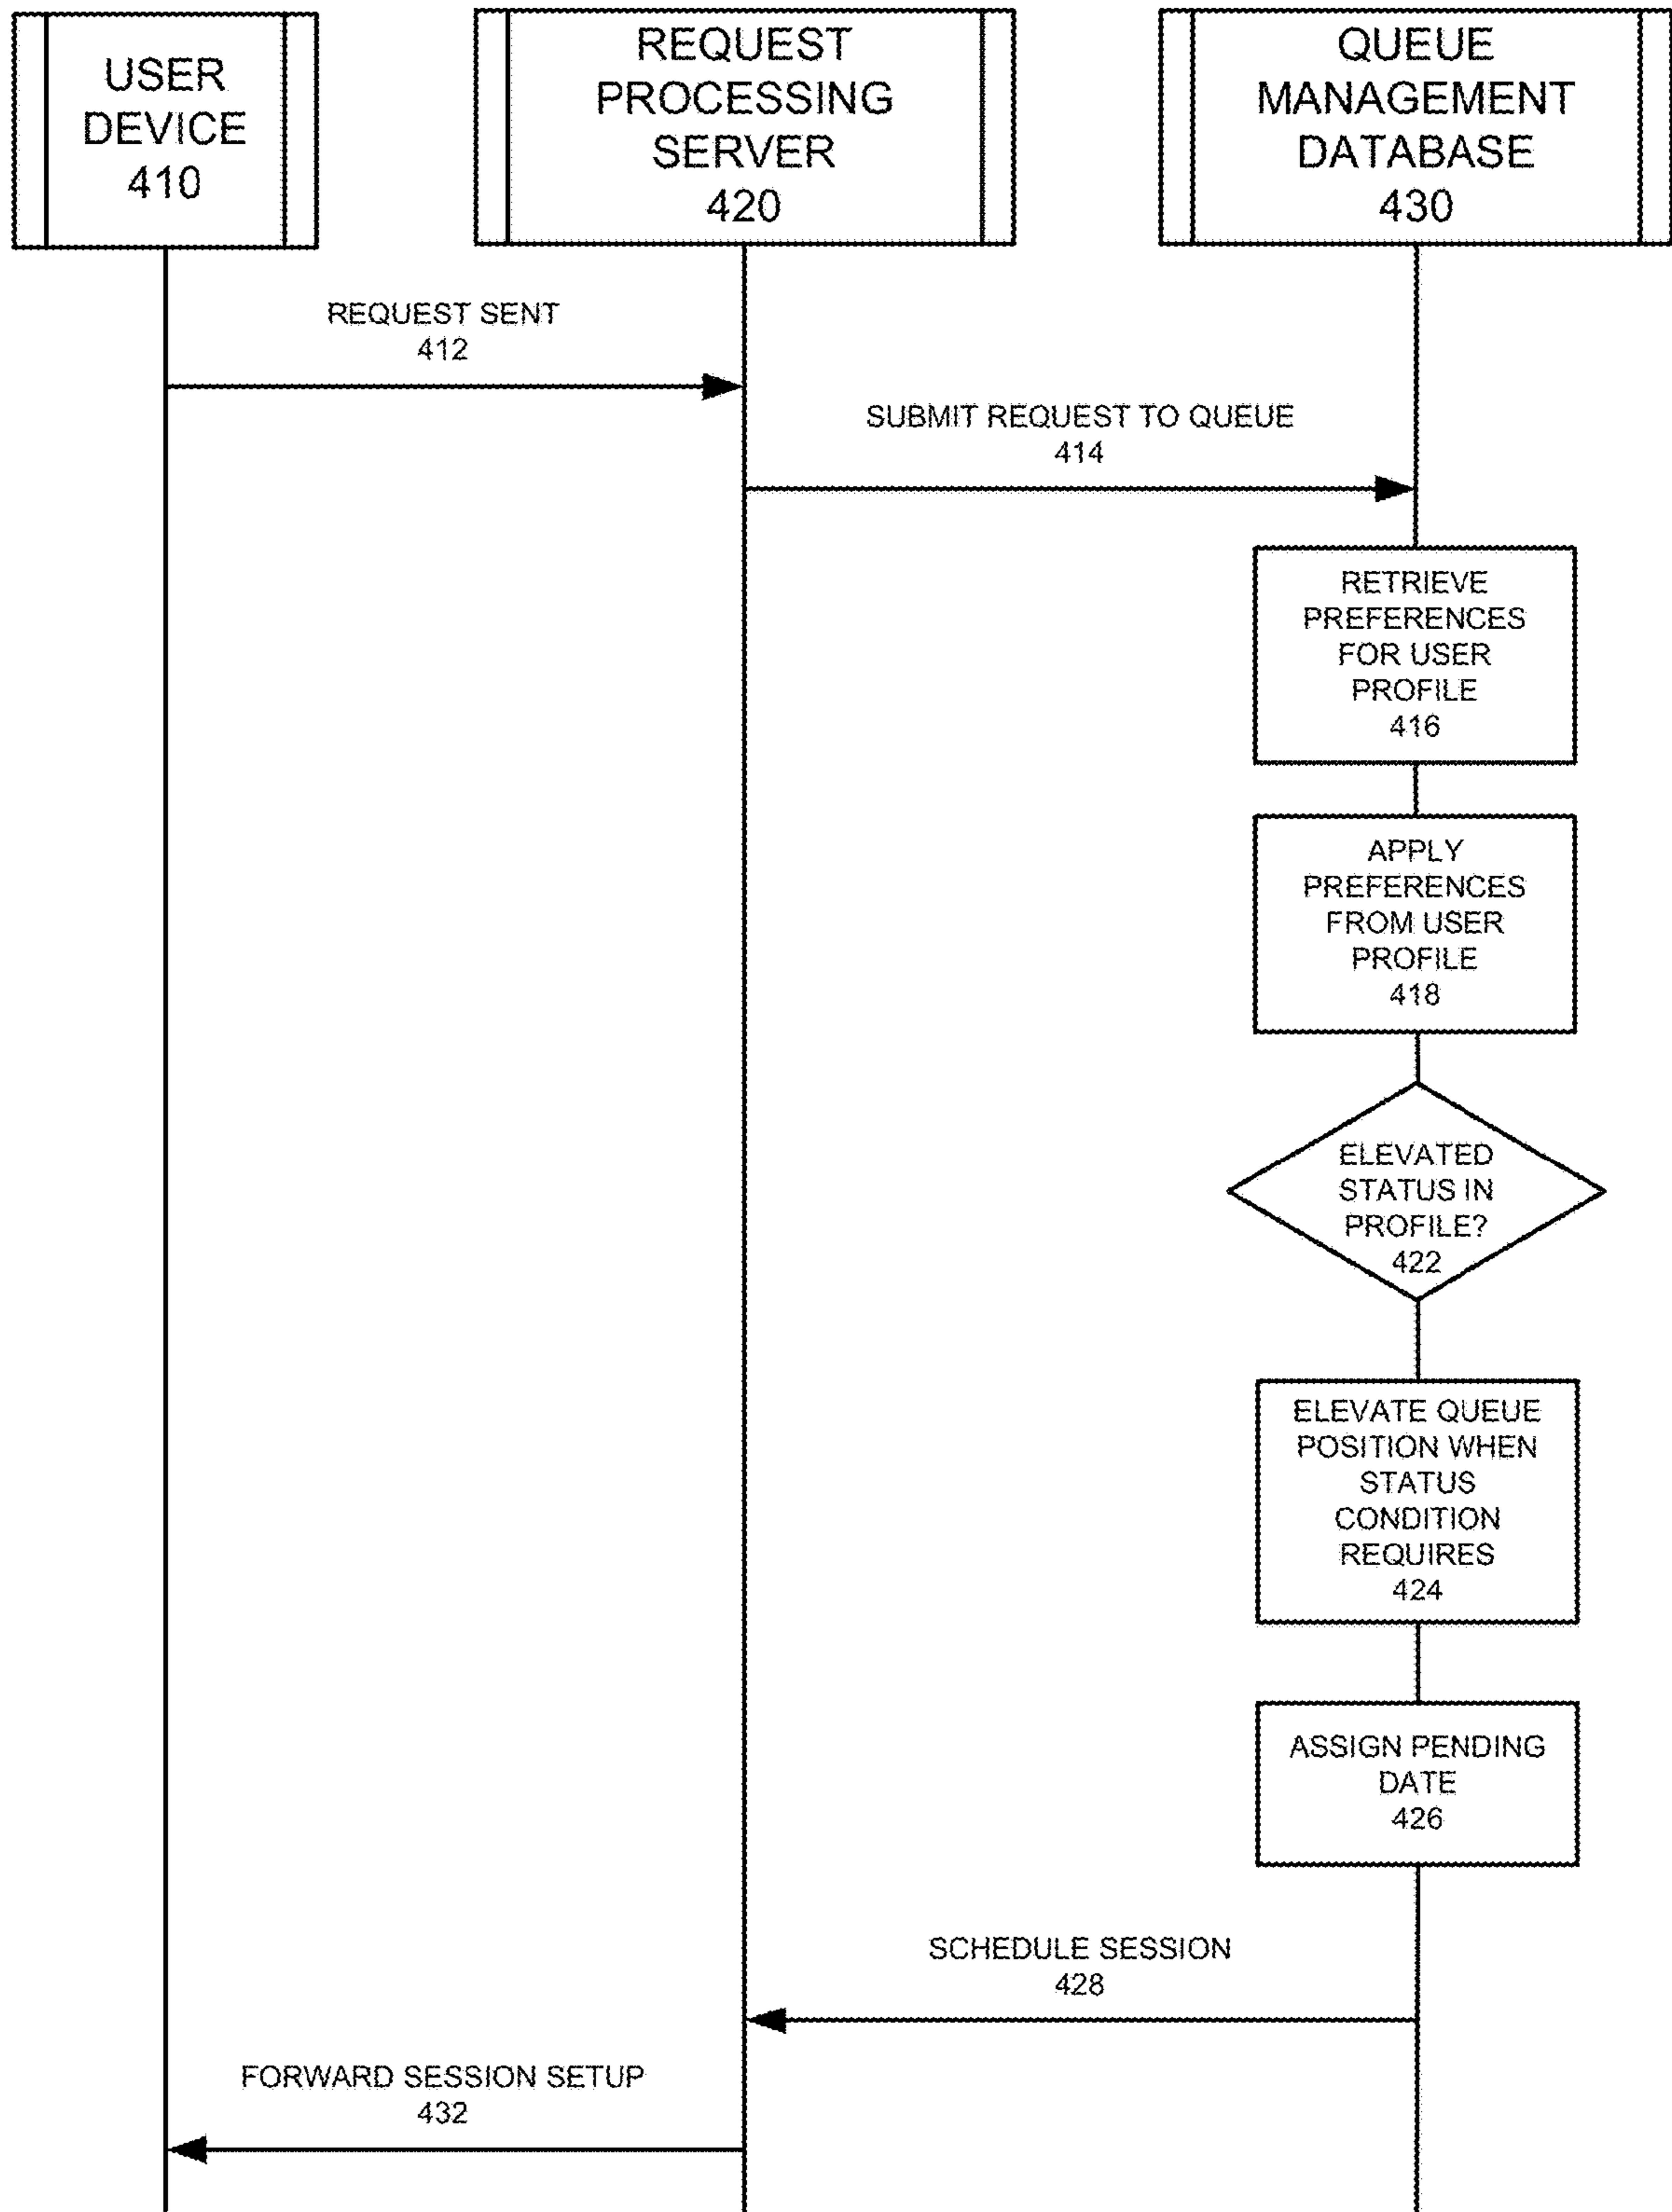 USER
DEVICE
410
REQUEST
PROCESSING
SERVER
420
QUEUE
MANAGEMENT
DATABASE
430
REQUEST SENT
412
SUBMIT REQUEST TO QUEUE
414
RETRIEVE
PREFERENCES
FOR USER
PROFILE
416
APPLY
PREFERENCES
FROM USER
PROFILE
418
ELEVATED
STATUS IN
PROFILE?
422
ELEVATE QUEUE
POSITION WHEN
STATUS
CONDITION
REQUIRES
424
ASSIGN PENDING
DATE
426
SCHEDULE SESSION
428
FORWARD SESSION SETUP
432